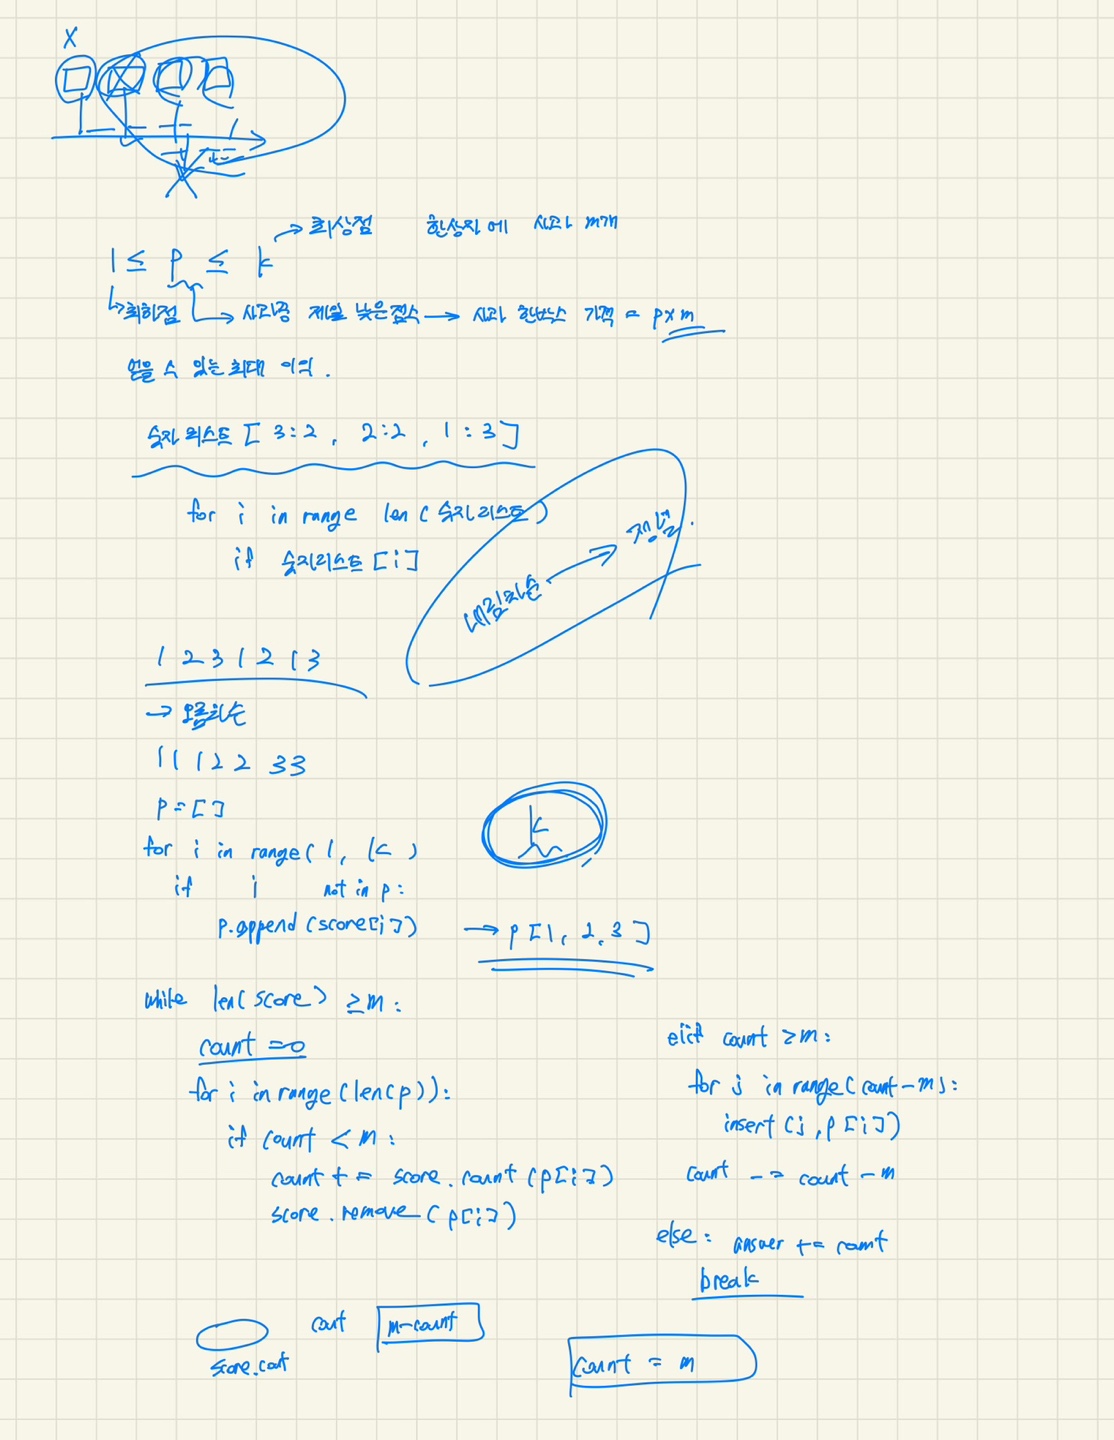 X
→ 최상점 한상자에 사과 m개
1 ≤ p ≤ k
↳ 최하점 → 사과중 제일 낮은점수 → 사과 한박스 가격 = p×m
얻을 수 있는 최대 이익.
숫자리스트 [ 3:2 , 2:2 , 1:3 ]
for i in range len ( 숫자리스트 )
if 숫자리스트 [i]
내림차순 → 정렬.
1 2 3 1 2 1 3
→ 오름차순
1 1 1 2 2 3 3
P = [ ]
k
for i in range( 1, k )
if i not in p :
p.append (score[i])
→ p [1, 2, 3 ]
while len( score ) ≥ m :
count = 0
for i in range(len(p)):
if count < m :
count + = score . count (p[i])
score . remove ( p[i])
elif count ≥ m :
for j in range ( count - m ) :
insert (j , p [i])
count - = count - m
else : answer += count
break
cout m-count
score.cout
count = m